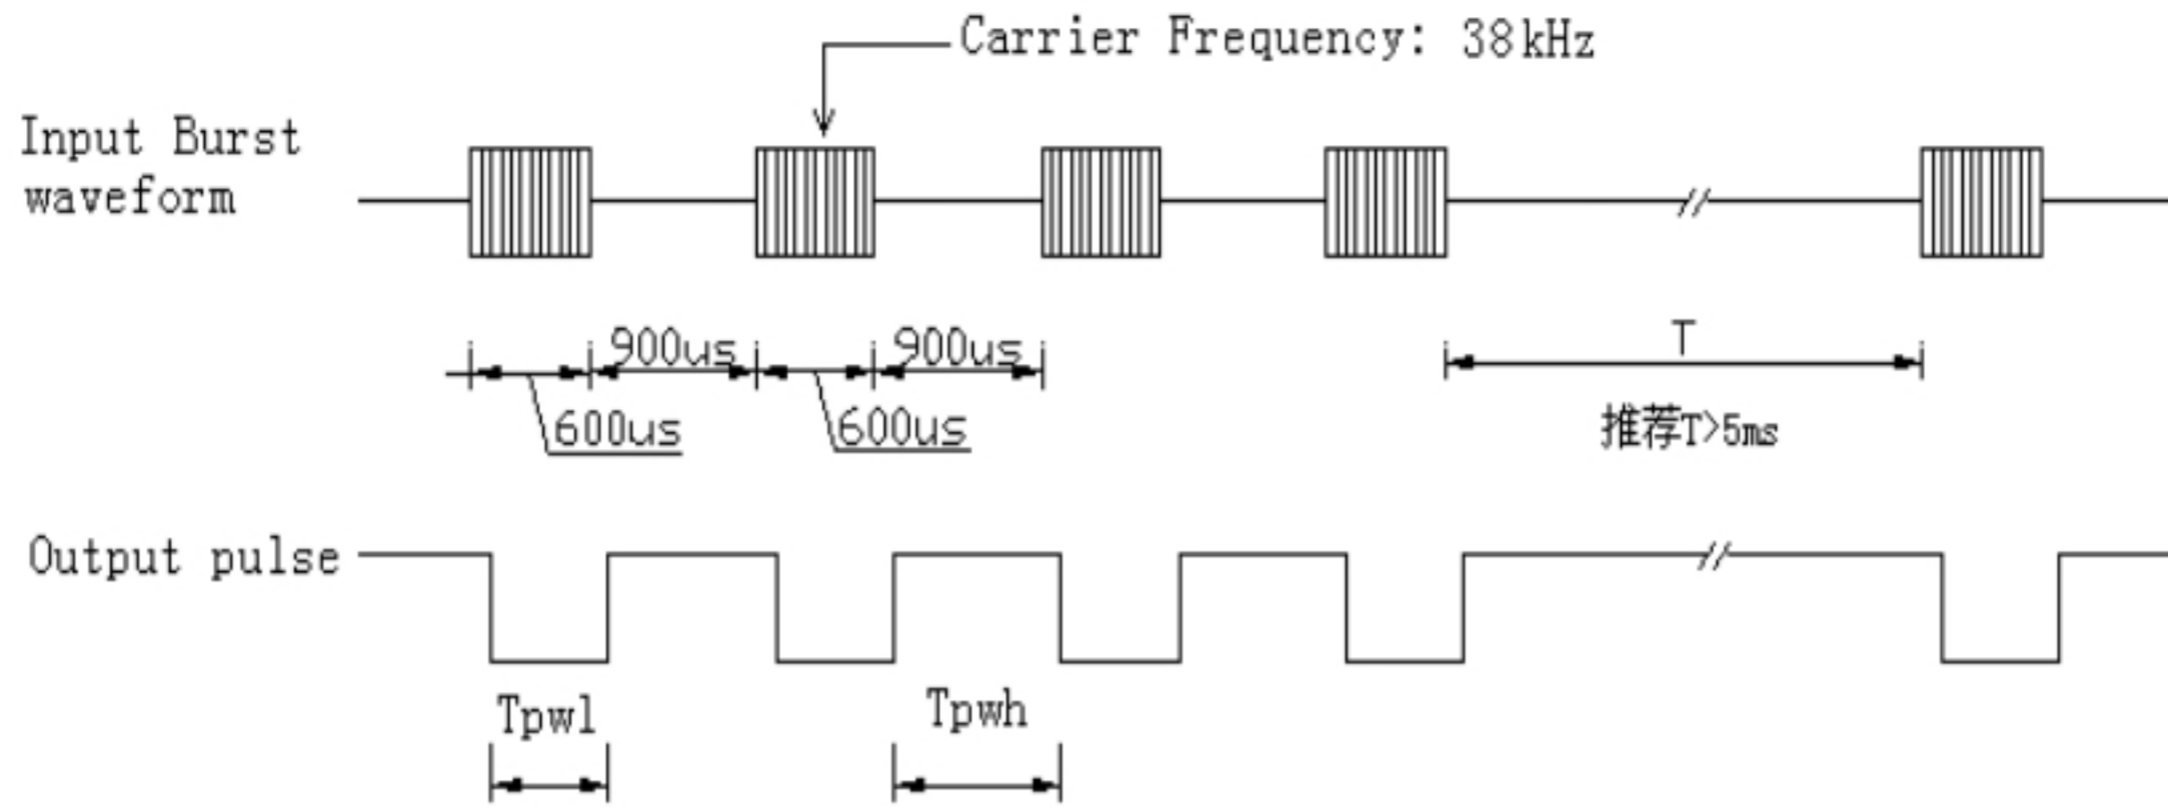 Carrier Frequency: 38kHz
Input Burst
waveform
900us
900us
T
600us
600us
推荐T>5ms
Output pulse
Tpwl
Tpwh